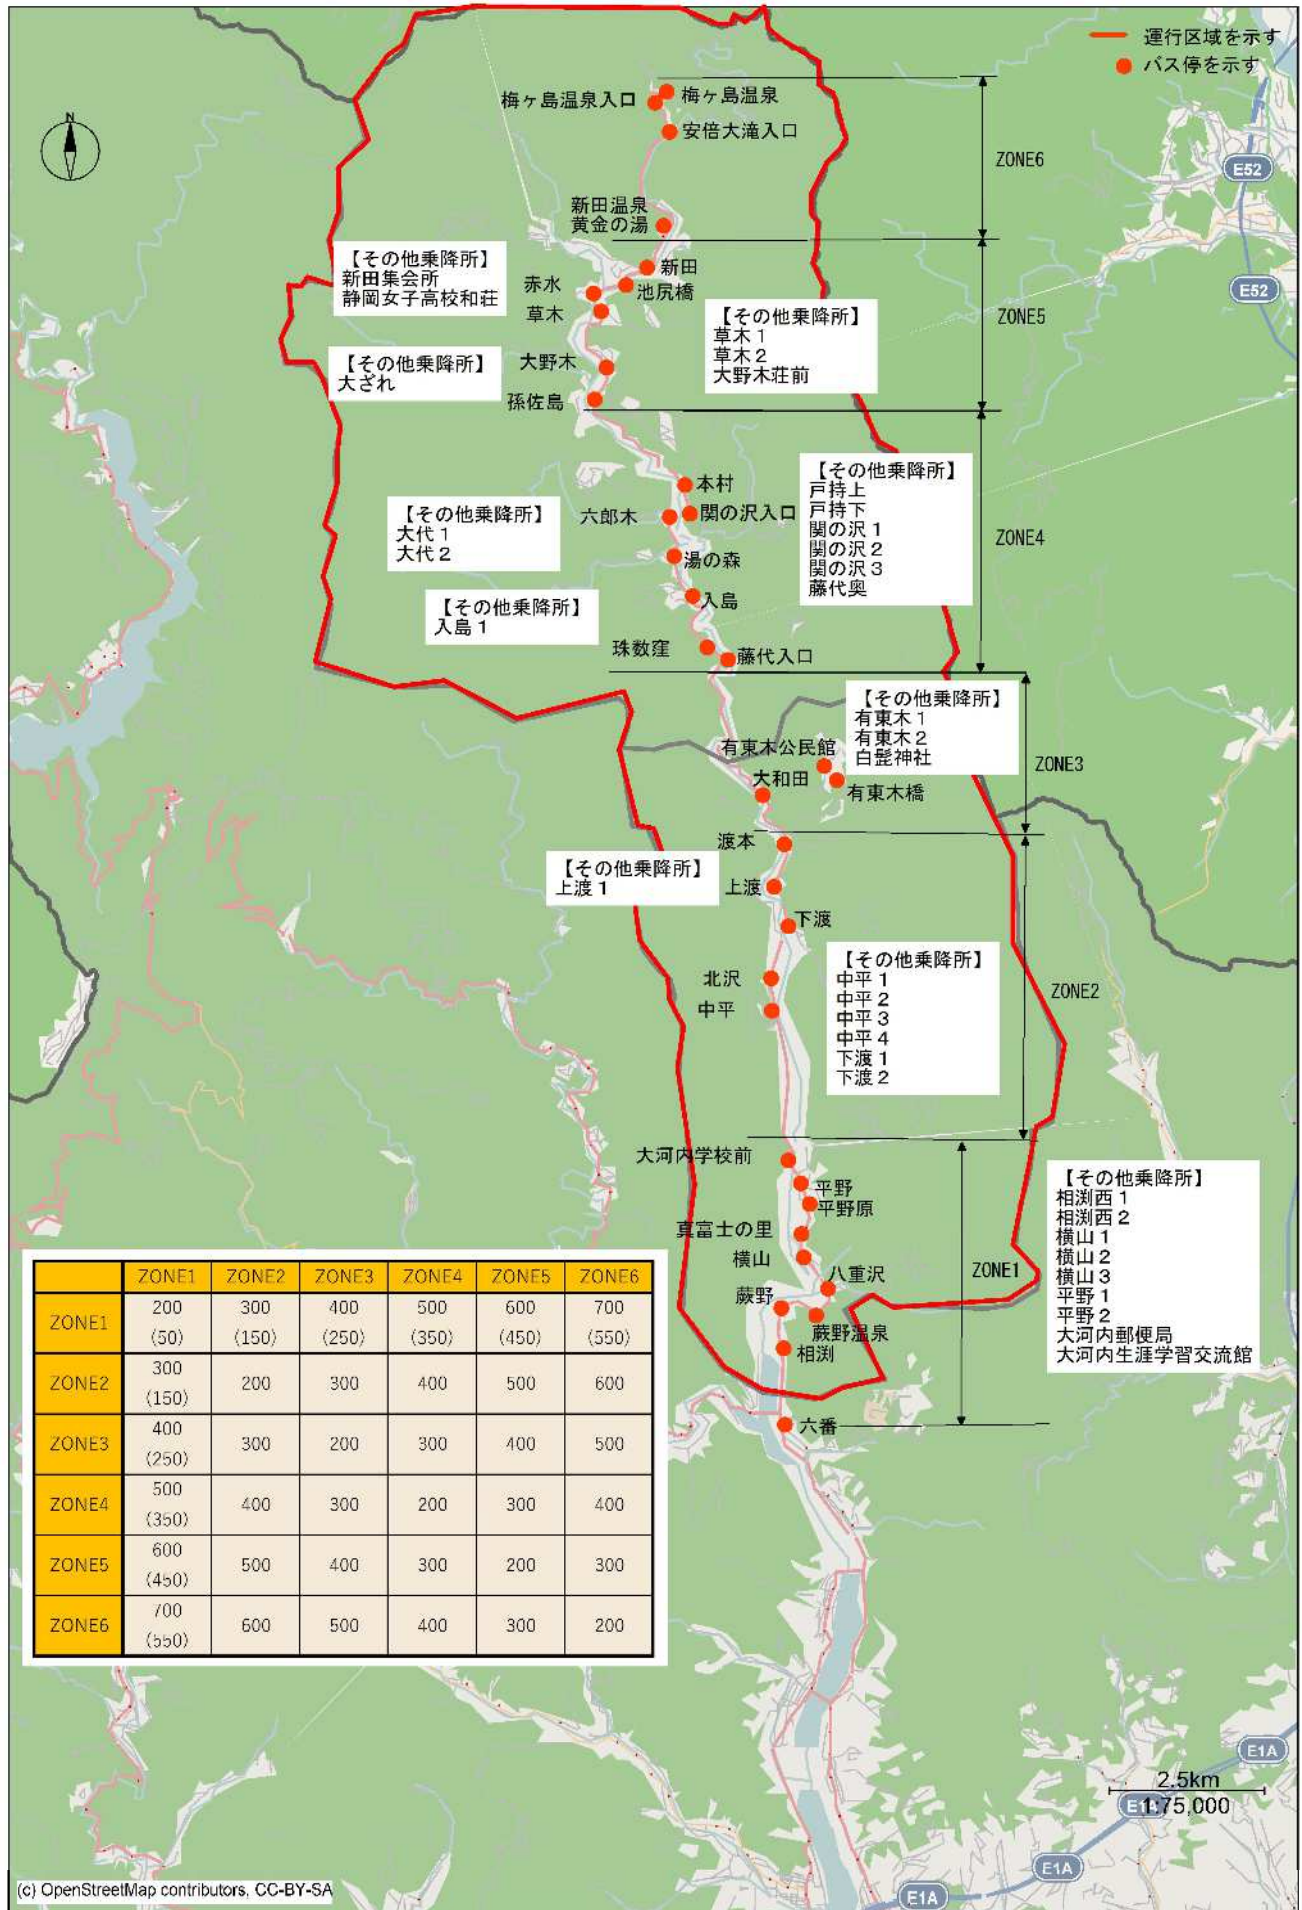 運行区域を示す
バス停を示す
N
梅ヶ島温泉入口
梅ヶ島温泉
安倍大滝入口
ZONE6
E52
新田温泉
黄金の湯
【その他乗降所】
新田集会所
静岡女子高校和荘
新田
赤水
池尻橋
草木
E52
ZONE5
【その他乗降所】
草木1
草木2
大野木荘前
【その他乗降所】
大ざれ
大野木
孫佐島
本村
【その他乗降所】
戸持上
戸持下
関の沢1
関の沢2
関の沢3
藤代奥
【その他乗降所】
大代1
大代2
六郎木
関の沢入口
ZONE4
湯の森
【その他乗降所】
入島1
入島
珠数窪
藤代入口
【その他乗降所】
有東木1
有東木2
白髭神社
有東木公民館
ZONE3
大和田
有東木橋
渡本
【その他乗降所】
上渡1
上渡
下渡
【その他乗降所】
中平1
中平2
中平3
中平4
下渡1
下渡2
北沢
ZONE2
中平
大河内学校前
平野
平野原
【その他乗降所】
相渕西1
相渕西2
横山1
横山2
横山3
平野1
平野2
大河内郵便局
大河内生涯学習交流館
真富士の里
横山
ZONE1
八重沢
蕨野
蕨野温泉
相渕
六番
ZONE1 ZONE2 ZONE3 ZONE4 ZONE5 ZONE6
ZONE1 200 (50) 300 (150) 400 (250) 500 (350) 600 (450) 700 (550)
ZONE2 300 (150) 200 300 400 500 600
ZONE3 400 (250) 300 200 300 400 500
ZONE4 500 (350) 400 300 200 300 400
ZONE5 600 (450) 500 400 300 200 300
ZONE6 700 (550) 600 500 400 300 200
E1A
2.5km
1:75,000
E1A
E1A
(c) OpenStreetMap contributors, CC-BY-SA